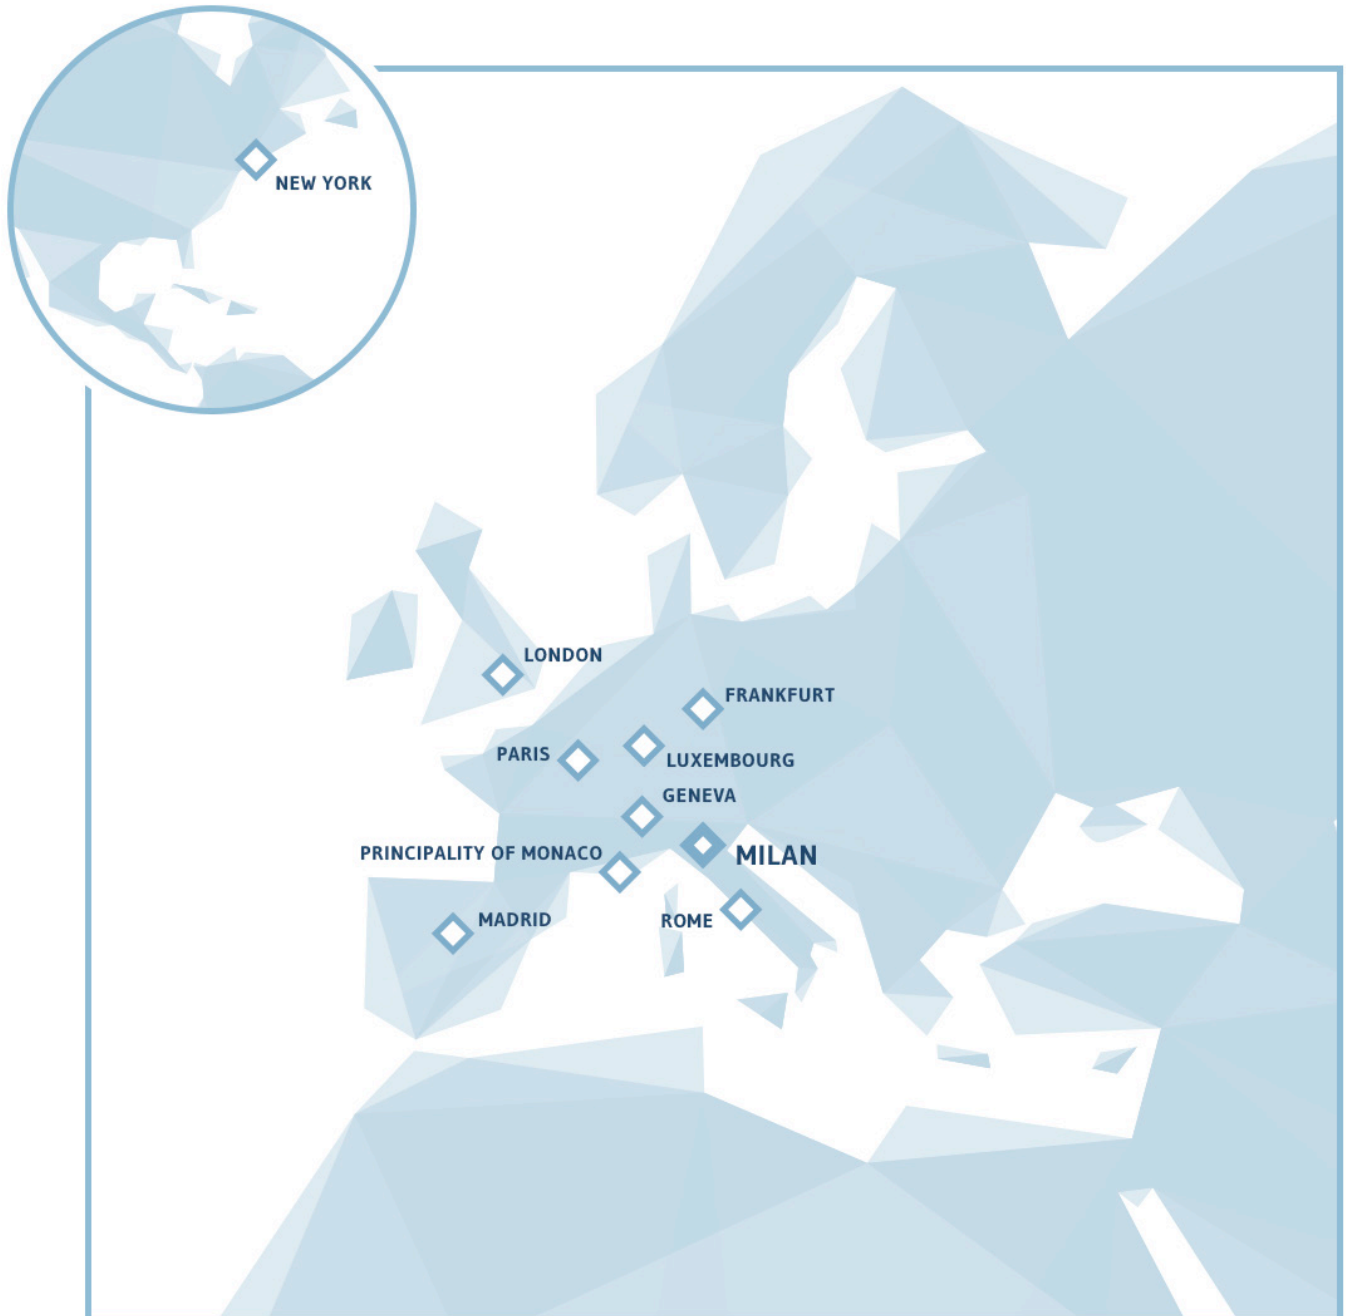 NEW YORK
LONDON
FRANKFURT
PARIS
LUXEMBOURG
GENEVA
PRINCIPALITY OF MONACO
MILAN
MADRID
ROME